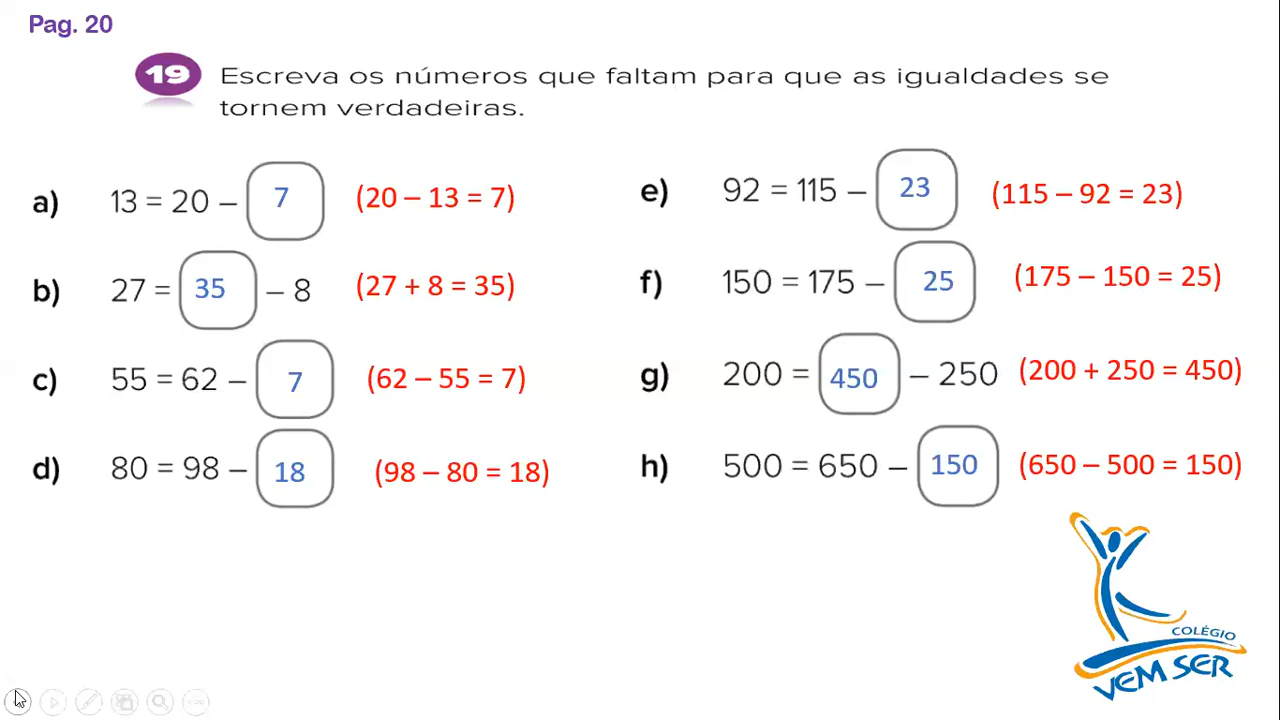 Pag. 20
19 Escreva os números que faltam para que as igualdades se
tornem verdadeiras.
a) 13 = 20 – 7 (20 – 13 = 7)
b) 27 = 35 – 8 (27 + 8 = 35)
c) 55 = 62 – 7 (62 – 55 = 7)
d) 80 = 98 – 18 (98 – 80 = 18)
e) 92 = 115 – 23 (115 – 92 = 23)
f) 150 = 175 – 25 (175 – 150 = 25)
g) 200 = 450 – 250 (200 + 250 = 450)
h) 500 = 650 – 150 (650 – 500 = 150)
COLÉGIO
VEM SER